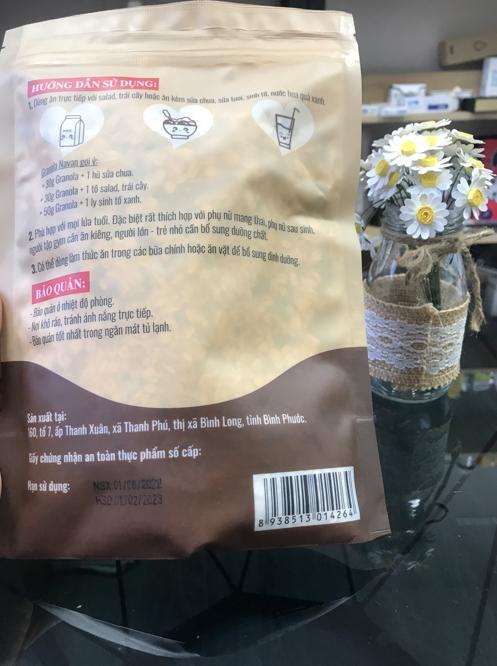 HƯỚNG DẪN SỬ DỤNG:
1. Dùng ăn trực tiếp với salad, trái cây hoặc ăn kèm sữa chua, sữa tươi, sinh tố, nước hoa quả xanh.
Granola Navan gợi ý:
+ 30g Granola + 1 hũ sữa chua.
+ 30g Granola + 1 tô salad, trái cây.
+ 50g Granola + 1 ly sinh tố xanh.
2. Phù hợp với mọi lứa tuổi. Đặc biệt rất thích hợp với phụ nữ mang thai, phụ nữ sau sinh,
người tập gym cần ăn kiêng, người lớn - trẻ nhỏ cần bổ sung dưỡng chất.
3. Có thể dùng làm thức ăn trong các bữa chính hoặc ăn vặt để bổ sung dinh dưỡng.
BẢO QUẢN:
- Bảo quản ở nhiệt độ phòng.
- Nơi khô ráo, tránh ánh nắng trực tiếp.
- Bảo quản tốt nhất trong ngăn mát tủ lạnh.
Sản xuất tại:
160, tổ 7, ấp Thanh Xuân, xã Thanh Phú, thị xã Bình Long, tỉnh Bình Phước.
Giấy chứng nhận an toàn thực phẩm số cấp:
Hạn sử dụng:
NSX 01/08/2022
HSD 01/02/2023
8 938513 014264